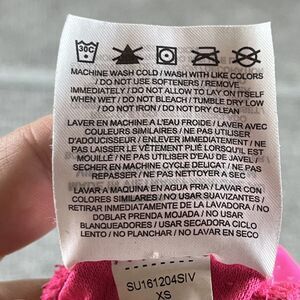 30C
MACHINE WASH COLD / WASH WITH LIKE COLORS
/ DO NOT USE SOFTENERS / REMOVE
IMMEDIATELY / DO NOT ALLOW TO LAY ON ITSELF
WHEN WET / DO NOT BLEACH / TUMBLE DRY LOW
/ DO NOT IRON / DO NOT DRY CLEAN
LAVER EN MACHINE A L'EAU FROIDE / LAVER AVEC
COULEURS SIMILAIRES / NE PAS UTILISER
D'ADOUCISSEUR / ENLEVER IMMEDIATEMENT / NE
PAS LAISSER LE VÊTEMENT PLIÉ LORSQU'IL EST
MOUILLÉ / NE PAS UTILISER D'EAU DE JAVEL /
SECHER EN MACHINE CYCLE DELICAT / NE PAS
REPASSER / NE PAS NETTOYER A SEC
LAVAR A MAQUINA EN AGUA FRIA / LAVAR CON
COLORES SIMILARES / NO USAR SUAVIZANTES /
RETIRAR INMEDIATAMENTE DE LA LAVADORA / NO
DOBLAR PRENDA MOJADA / NO USAR
BLANQUEADORES / USAR SECADORA CICLO
LENTO / NO PLANCHAR / NO LAVAR EN SECO
SU161204SIV
XS